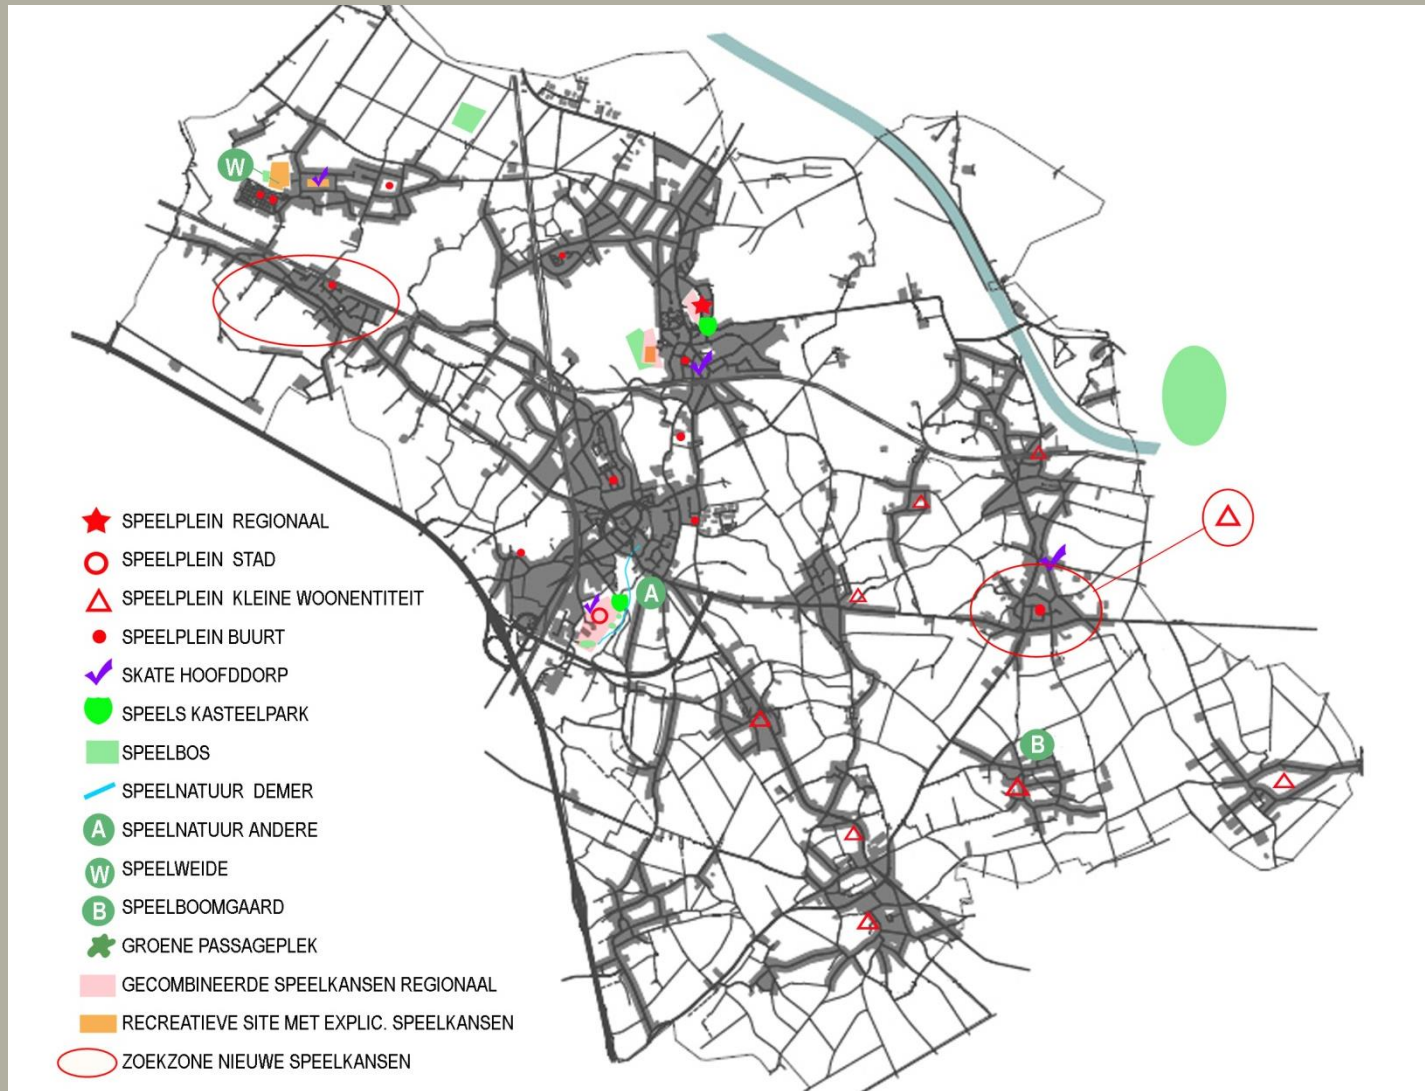 W
A
B
SPEELPLEIN REGIONAAL
SPEELPLEIN STAD
SPEELPLEIN KLEINE WOONENTITEIT
SPEELPLEIN BUURT
SKATE HOOFDDORP
SPEELS KASTEELPARK
SPEELBOS
SPEELNATUUR DEMER
A SPEELNATUUR ANDERE
W SPEELWEIDE
B SPEELBOOMGAARD
GROENE PASSAGEPLEK
GECOMBINEERDE SPEELKANSEN REGIONAAL
RECREATIEVE SITE MET EXPLIC. SPEELKANSEN
ZOEKZONE NIEUWE SPEELKANSEN